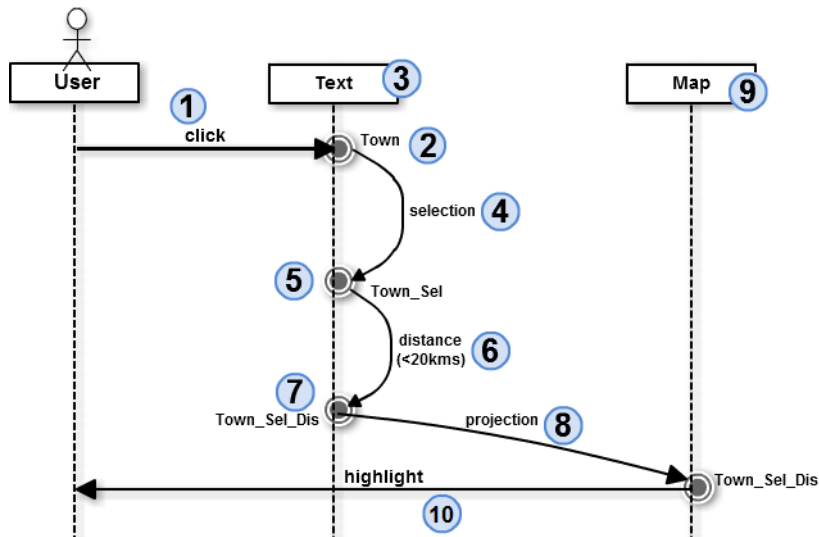 User
Text
3
Map
9
1
click
Town
2
selection
4
5
Town_Sel
distance
(<20kms)
6
7
Town_Sel_Dis
projection
8
highlight
Town_Sel_Dis
10